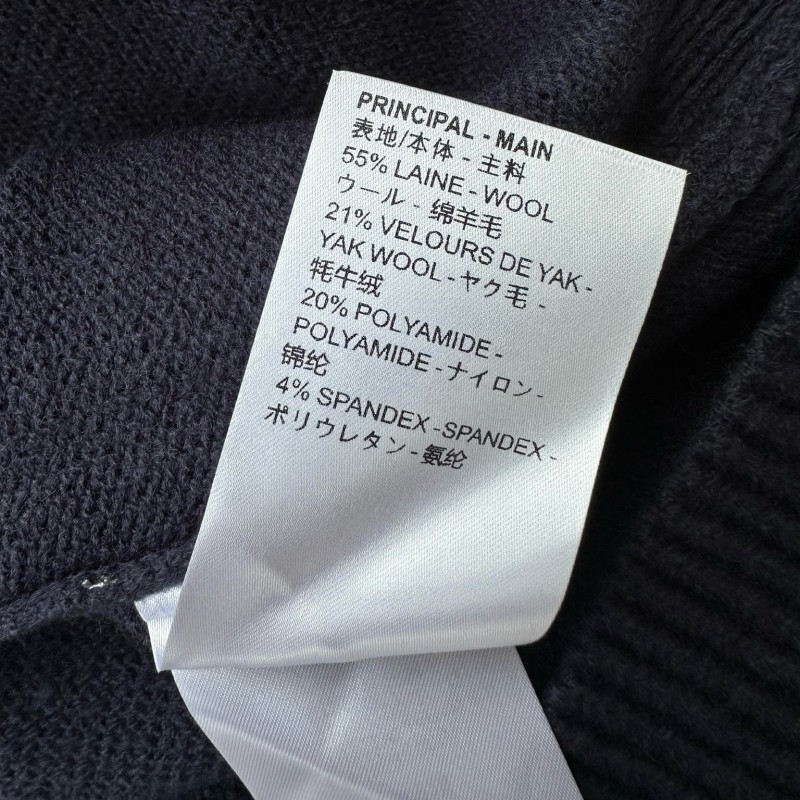 PRINCIPAL - MAIN
表地/本体 - 主料
55% LAINE - WOOL
ウール - 绵羊毛
21% VELOURS DE YAK -
YAK WOOL - ヤク毛 -
牦牛绒
20% POLYAMIDE -
POLYAMIDE - ナイロン -
锦纶
4% SPANDEX - SPANDEX -
ポリウレタン - 氨纶